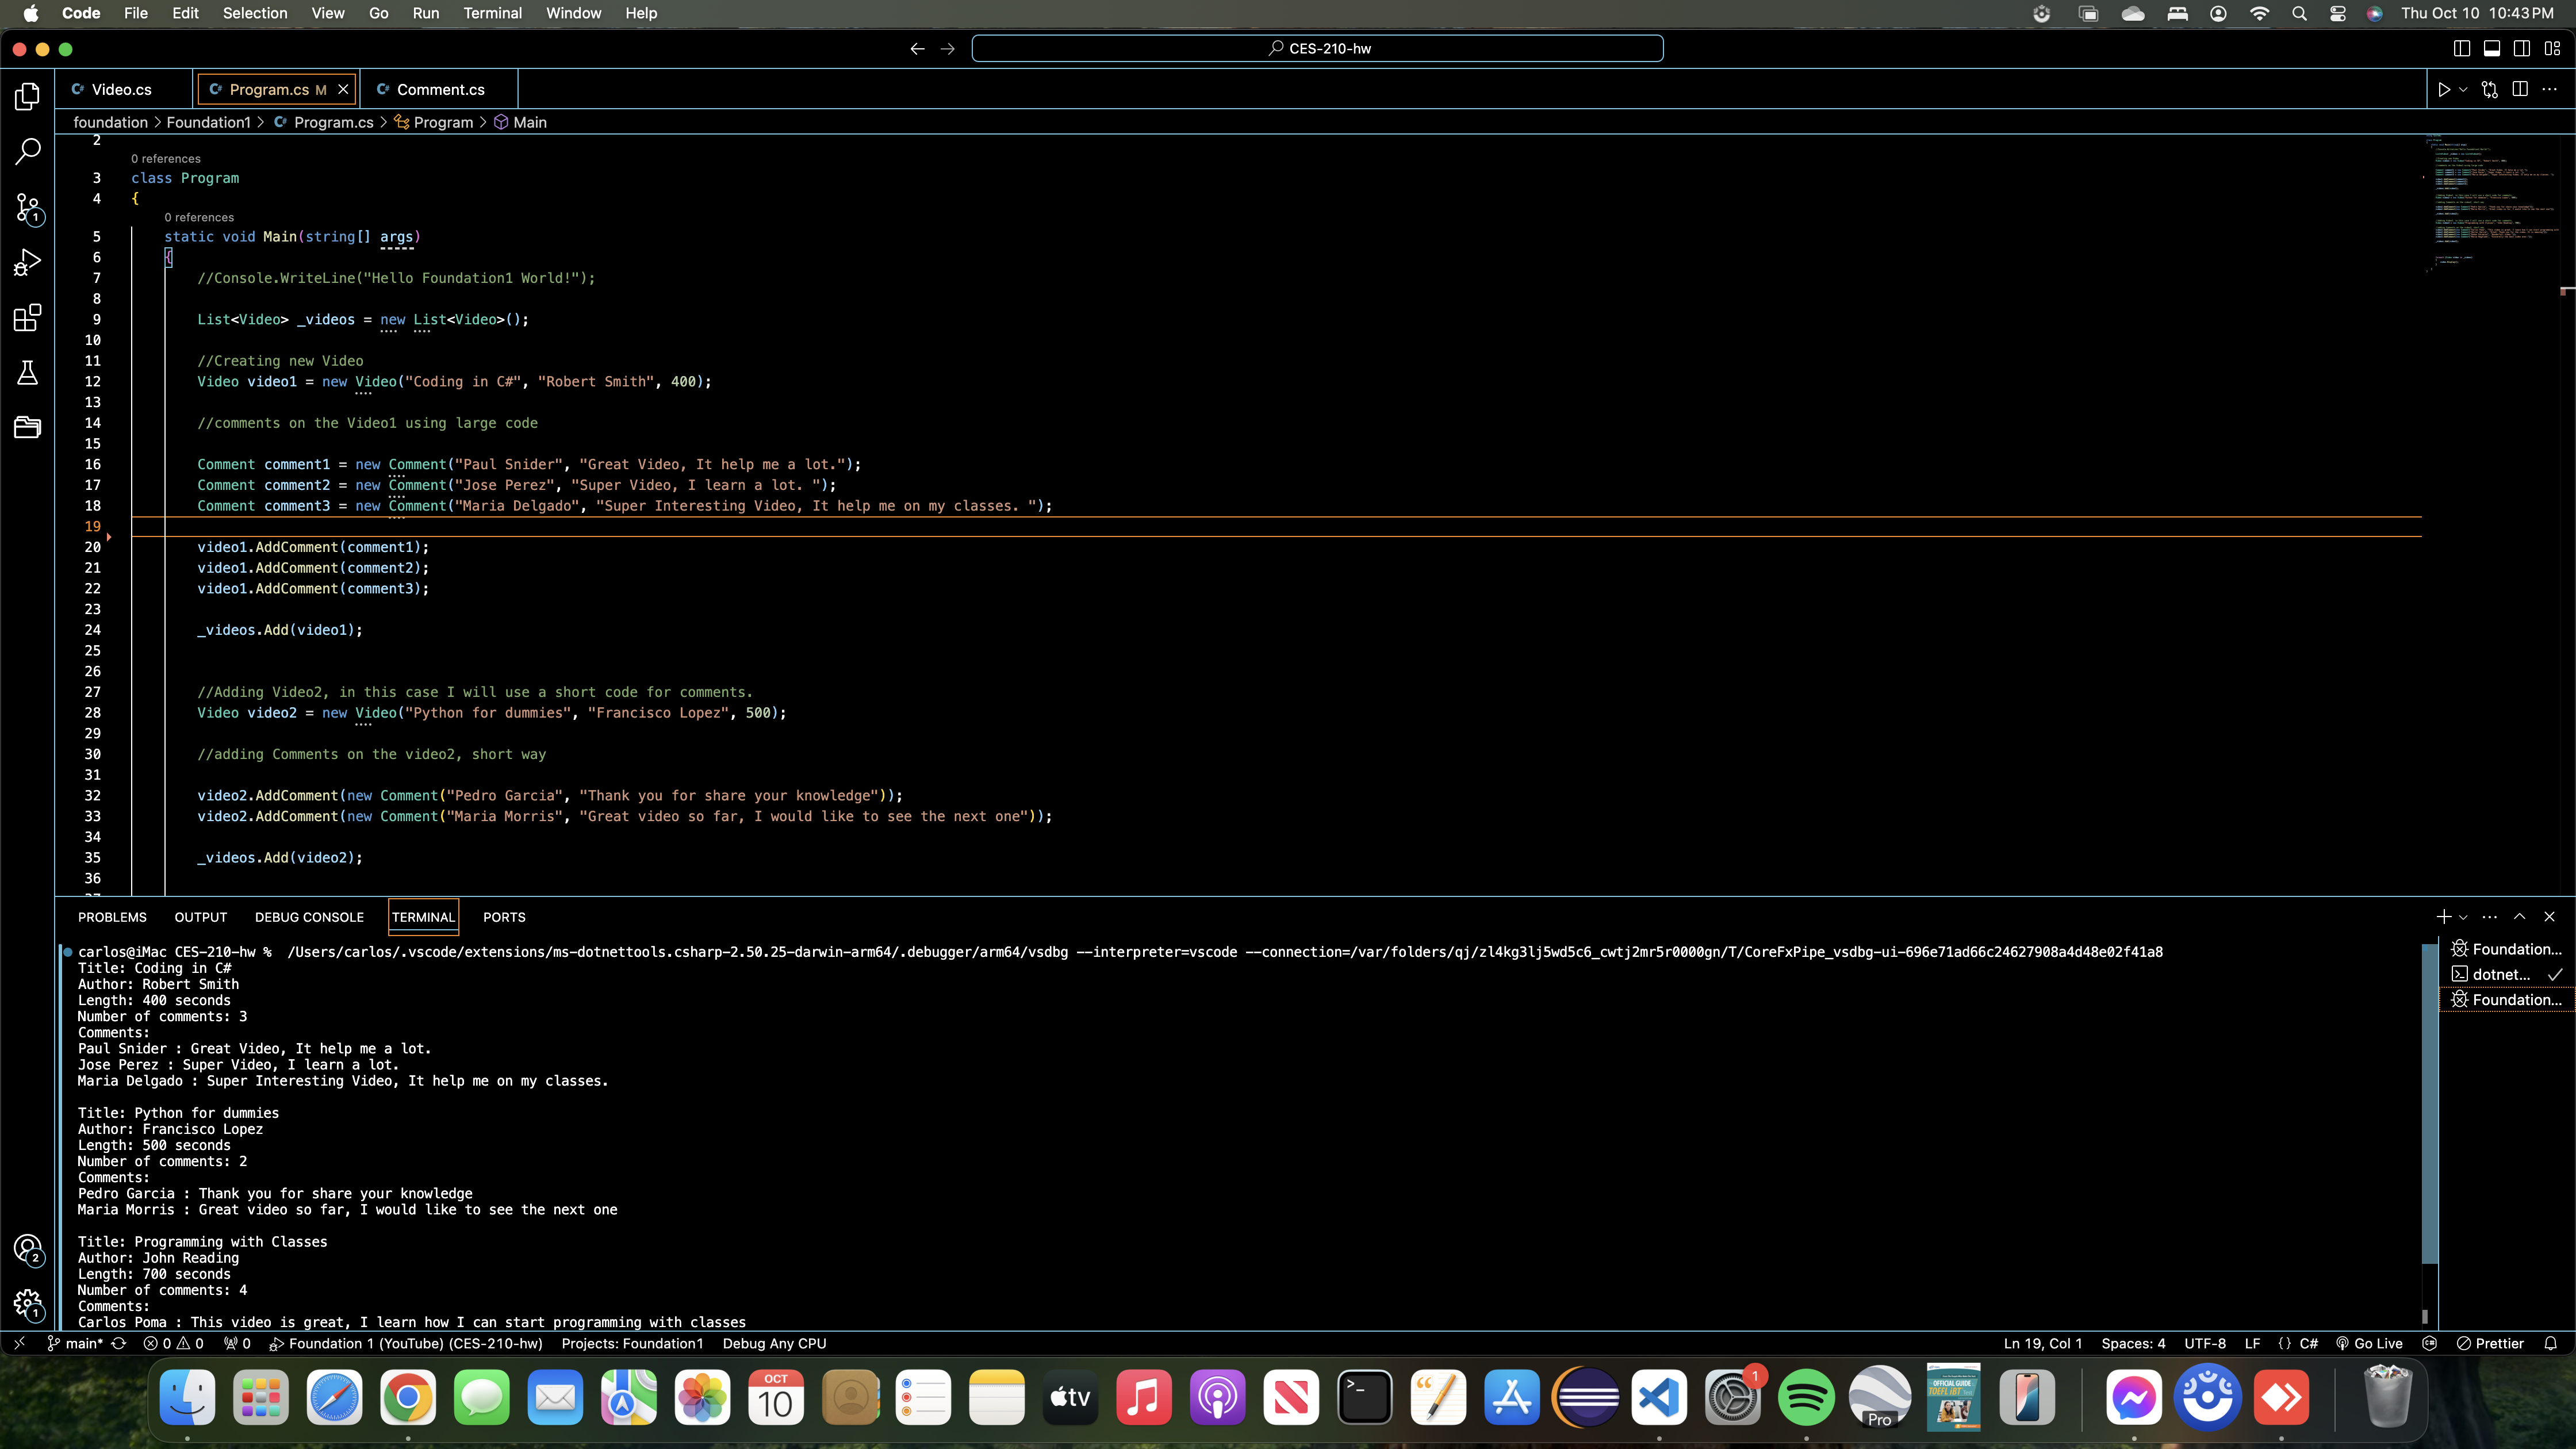 Code File Edit Selection View Go Run Terminal Window Help Thu Oct 10 10:43 PM
CES-210-hw
Video.cs Program.cs M Comment.cs
foundation > Foundation1 > Program.cs > Program > Main
2
0 references
3 class Program
4 {
0 references
5 static void Main(string[] args)
6 {
7 //Console.WriteLine("Hello Foundation1 World!");
8
9 List<Video> _videos = new List<Video>();
10
11 //Creating new Video
12 Video video1 = new Video("Coding in C#", "Robert Smith", 400);
13
14 //comments on the Video1 using large code
15
16 Comment comment1 = new Comment("Paul Snider", "Great Video, It help me a lot.");
17 Comment comment2 = new Comment("Jose Perez", "Super Video, I learn a lot. ");
18 Comment comment3 = new Comment("Maria Delgado", "Super Interesting Video, It help me on my classes. ");
19
20 video1.AddComment(comment1);
21 video1.AddComment(comment2);
22 video1.AddComment(comment3);
23
24 _videos.Add(video1);
25
26
27 //Adding Video2, in this case I will use a short code for comments.
28 Video video2 = new Video("Python for dummies", "Francisco Lopez", 500);
29
30 //adding Comments on the video2, short way
31
32 video2.AddComment(new Comment("Pedro Garcia", "Thank you for share your knowledge"));
33 video2.AddComment(new Comment("Maria Morris", "Great video so far, I would like to see the next one"));
34
35 _videos.Add(video2);
36
PROBLEMS OUTPUT DEBUG CONSOLE TERMINAL PORTS
carlos@iMac CES-210-hw % /Users/carlos/.vscode/extensions/ms-dotnettools.csharp-2.50.25-darwin-arm64/.debugger/arm64/vsdbg --interpreter=vscode --connection=/var/folders/qj/zl4kg3lj5wd5c6_cwtj2mr5r0000gn/T/CoreFxPipe_vsdbg-ui-696e71ad66c24627908a4d48e02f41a8
Title: Coding in C#
Author: Robert Smith
Length: 400 seconds
Number of comments: 3
Comments:
Paul Snider : Great Video, It help me a lot.
Jose Perez : Super Video, I learn a lot.
Maria Delgado : Super Interesting Video, It help me on my classes.
Title: Python for dummies
Author: Francisco Lopez
Length: 500 seconds
Number of comments: 2
Comments:
Pedro Garcia : Thank you for share your knowledge
Maria Morris : Great video so far, I would like to see the next one
Title: Programming with Classes
Author: John Reading
Length: 700 seconds
Number of comments: 4
Comments:
Carlos Poma : This video is great, I learn how I can start programming with classes
Foundation...
dotnet...
Foundation...
1
2
1
main* 0 0 0 Foundation 1 (YouTube) (CES-210-hw) Projects: Foundation1 Debug Any CPU Ln 19, Col 1 Spaces: 4 UTF-8 LF {} C# Go Live Prettier
OCT
10
tv
1
Pro
OFFICIAL GUIDE
TOEFL iBT